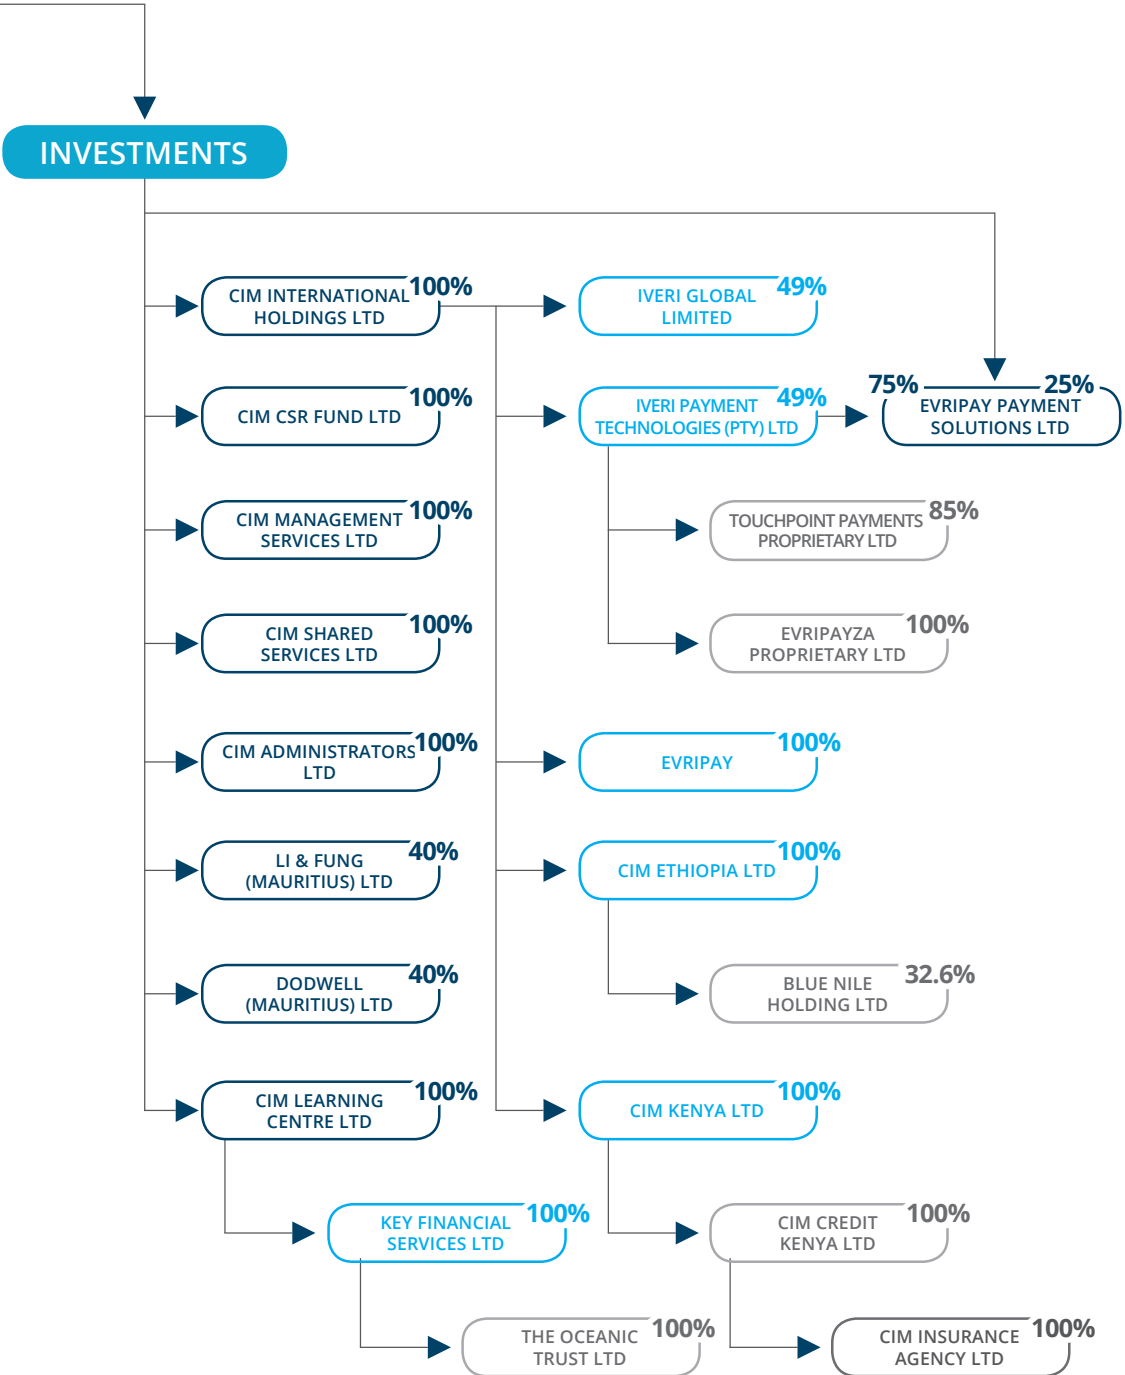 INVESTMENTS
100%
CIM INTERNATIONAL
HOLDINGS LTD
49%
IVERI GLOBAL
LIMITED
100%
CIM CSR FUND LTD
49%
IVERI PAYMENT
TECHNOLOGIES (PTY) LTD
75%
25%
EVRIPAY PAYMENT
SOLUTIONS LTD
100%
CIM MANAGEMENT
SERVICES LTD
85%
TOUCHPOINT PAYMENTS
PROPRIETARY LTD
100%
CIM SHARED
SERVICES LTD
100%
EVRIPAYZA
PROPRIETARY LTD
100%
CIM ADMINISTRATORS
LTD
100%
EVRIPAY
40%
LI & FUNG
(MAURITIUS) LTD
100%
CIM ETHIOPIA LTD
40%
DODWELL
(MAURITIUS) LTD
32.6%
BLUE NILE
HOLDING LTD
100%
CIM LEARNING
CENTRE LTD
100%
CIM KENYA LTD
100%
KEY FINANCIAL
SERVICES LTD
100%
CIM CREDIT
KENYA LTD
100%
THE OCEANIC
TRUST LTD
100%
CIM INSURANCE
AGENCY LTD